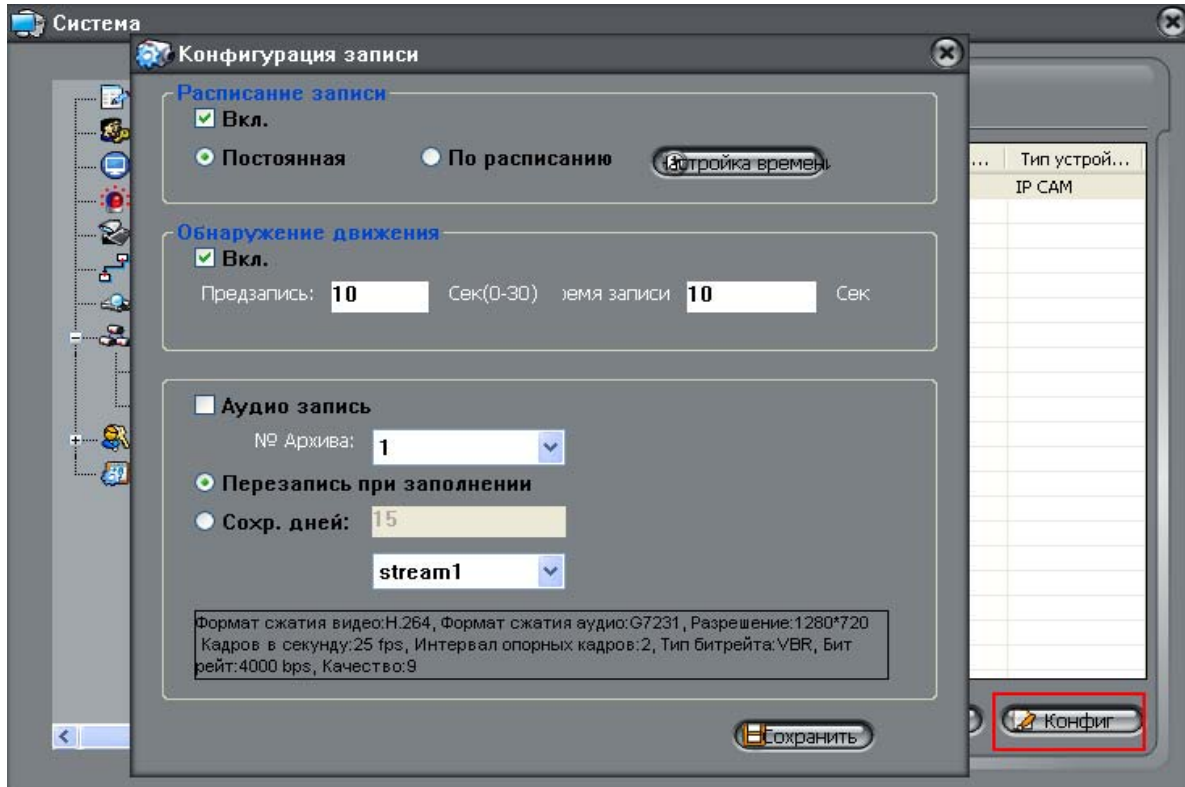 Система
Конфигурация записи
Расписание записи
Вкл.
Постоянная
По расписанию
астройка времени
... Тип устрой...
IP CAM
Обнаружение движения
Вкл.
Предзапись: 10 Сек(0-30) ремя записи 10 Сек
Аудио запись
№ Архива: 1
Перезапись при заполнении
Сохр. дней: 15
stream1
Формат сжатия видео:H.264, Формат сжатия аудио:G7231, Разрешение:1280*720
Кадров в секунду:25 fps, Интервал опорных кадров:2, Тип битрейта:VBR, Бит
рейт:4000 bps, Качество:9
Конфиг
Сохранить